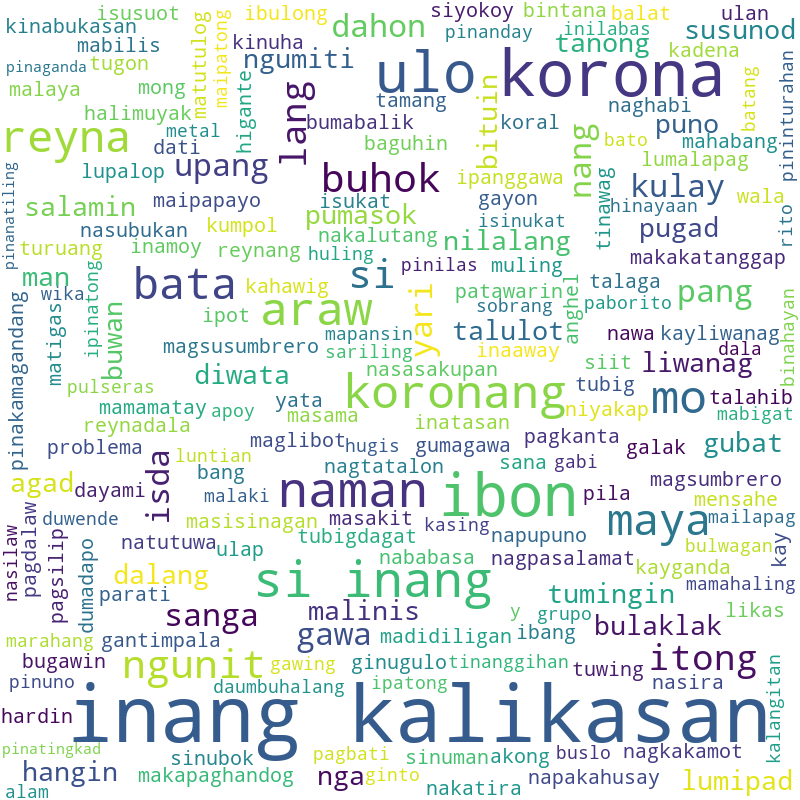 isusuot
ibulong
siyokoy
bintana
balat
ulan
kinabukasan
dahon
pinanday
inilabas
susunod
mabilis
kinuha
tanong
kadena
pinaganda
tugon
matutulog
maipatong
ngumiti
ulo
korona
malaya
mong
higante
lang
tamang
bituin
naghabi
batang
pininturahan
halimuyak
bumabalik
koral
puno
reyna
metal
nang
bato
mahabang
dati
baguhin
lumalapag
lupalop
upang
buhok
ipanggawa
tinawag
kulay
pinanatiling
maipapayo
isukat
gayon
hinayaan
wala
salamin
kumpol
pumasok
isinukat
pugad
rito
nasubukan
nakalutang
nilalang
turuang
inamoy
reynang
huling
makakatanggap
man
si
pinilas
muling
ipinatong
bata
kahawig
talaga
pang
wika
araw
yari
patawarin
anghel
paborito
binahayan
buwan
ipot
sobrang
matigas
mapansin
talulot
nawa
kayliwanag
pinakamagandang
magsusumbrero
sariling
inaaway
dala
diwata
nasasakupan
siit
liwanag
pulseras
koronang
tubig
mo
talahib
mamamatay
apoy
yata
niyakap
mabigat
reynadala
masama
inatasan
problema
maglibot
hugis
gumagawa
pagkanta
galak
gubat
luntian
isda
bang
nagtatalon
sana
gabi
agad
dayami
malaki
naman
ibon
pila
magsumbrero
mensahe
duwende
masisinagan
masakit
kasing
maya
mailapag
nasilaw
pagdalaw
pagsilip
natutuwa
ulap
tubigdagat
napupuno
bulwagan
kay
dumadapo
nababasa
nagpasalamat
kayganda
dalang
si inang
mamahaling
parati
tumingin
sanga
malinis
y
grupo
likas
marahang
gantimpala
gawa
madidiligan
ibang
bulaklak
bugawin
ngunit
gawing
ginugulo
tinanggihan
tuwing
itong
pinuno
daumbuhalang
ipatong
nasira
kalangitan
hardin
inang kalikasan
pinatingkad
sinubok
pagbati
sinuman
akong
buslo
nagkakamot
hangin
makapaghandog
nga
ginto
napakahusay
lumipad
alam
nakatira